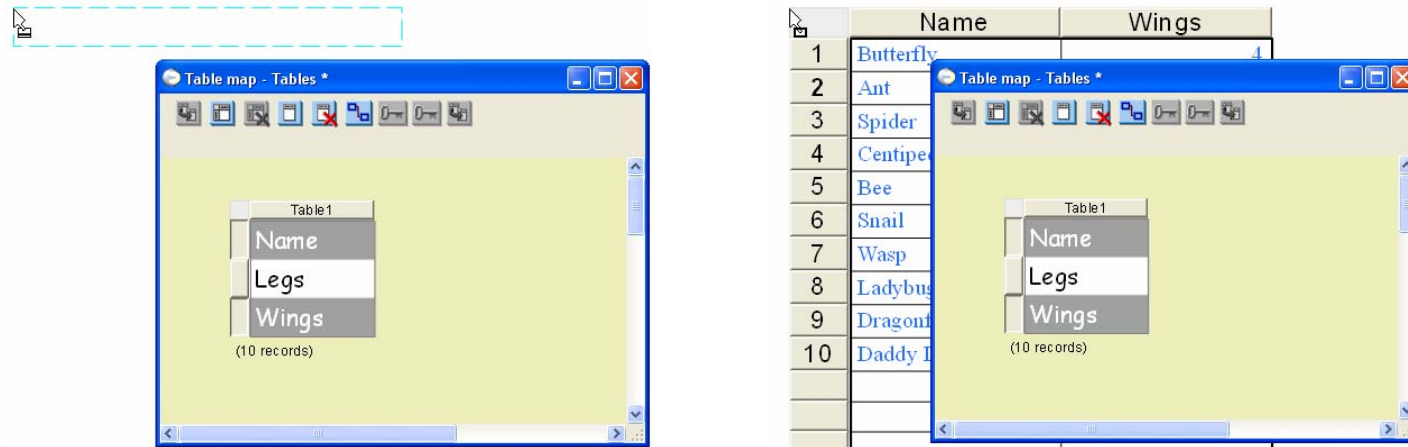 Table map - Tables *
Table1
Name
Legs
Wings
(10 records)
Name Wings
1 Butterfly 4
2 Ant
3 Spider
4
5 Bee
6 Snail
7 Wasp
8
9
10 Daddy
Table map - Tables *
Table1
Name
Legs
Wings
(10 records)